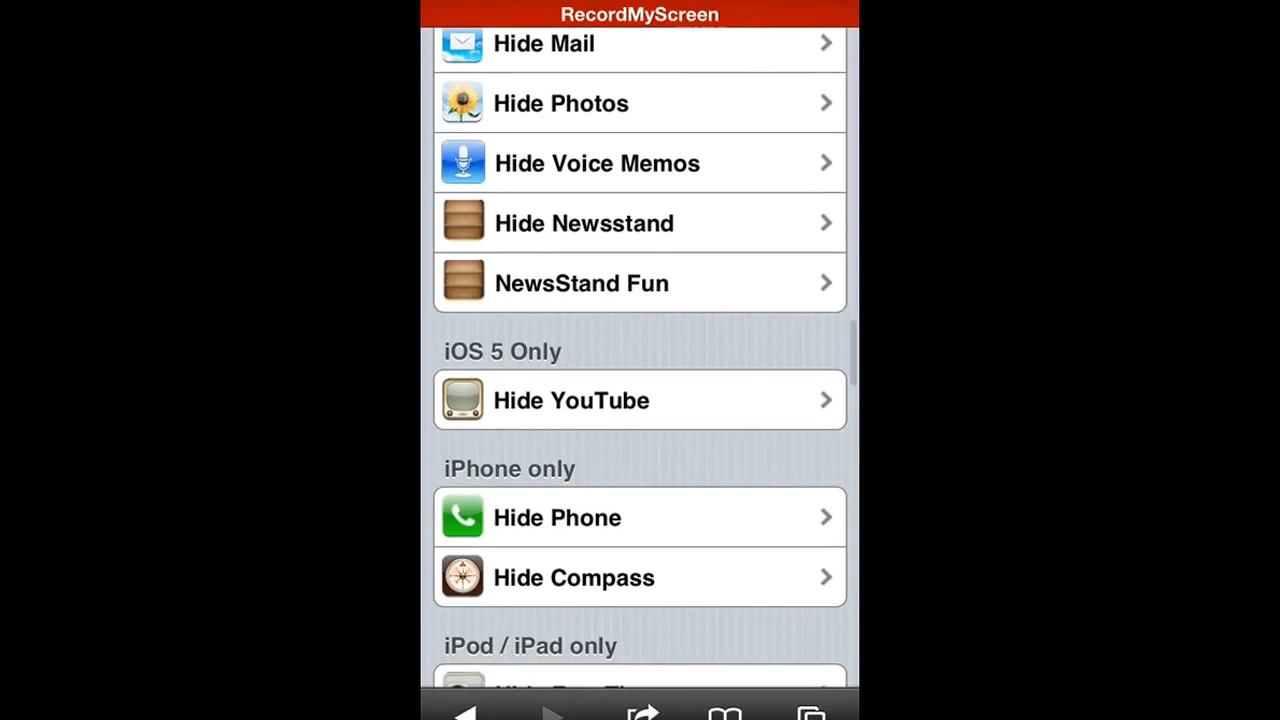 RecordMyScreen
Hide Mail
Hide Photos
Hide Voice Memos
Hide Newsstand
NewsStand Fun
iOS 5 Only
Hide YouTube
iPhone only
Hide Phone
Hide Compass
iPod / iPad only